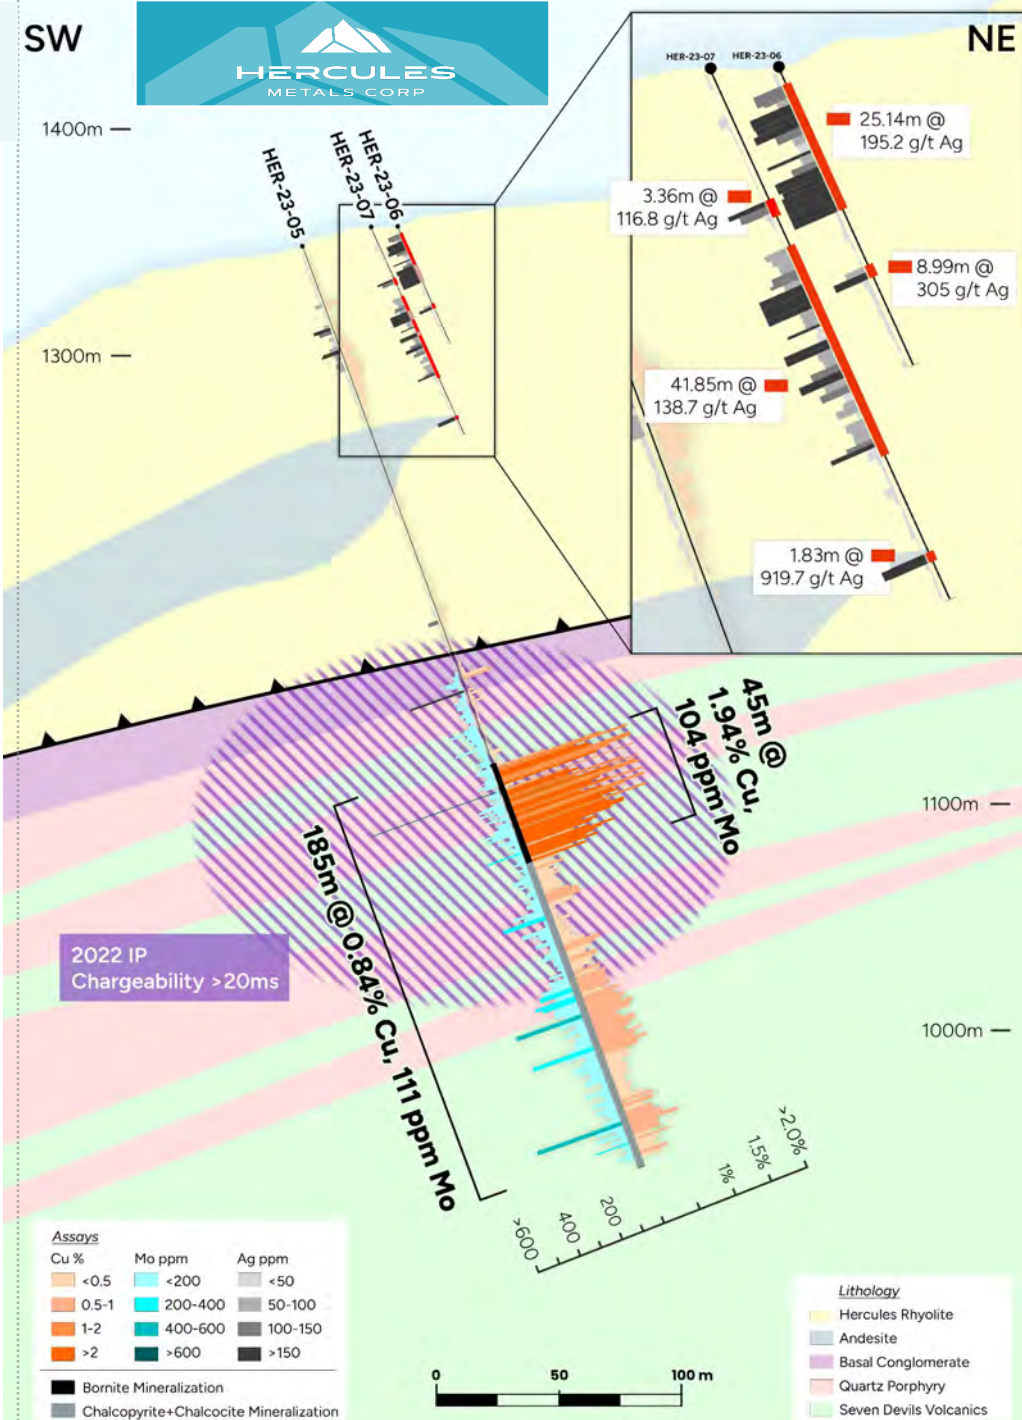 SW
HERCULES
METALS CORP
NE
HER-23-07
HER-23-06
1400m
25.14m @
195.2 g/t Ag
HER-23-05
HER-23-07
HER-23-06
3.36m @
116.8 g/t Ag
8.99m @
305 g/t Ag
1300m
41.85m @
138.7 g/t Ag
1.83m @
919.7 g/t Ag
45m @
1.94% Cu,
104 ppm Mo
1100m
185m @ 0.84% Cu, 111 ppm Mo
2022 IP
Chargeability >20ms
1000m
>600
400
200
1%
1.5%
>2.0%
Assays
Cu %
Mo ppm
Ag ppm
<0.5
<200
<50
0.5-1
200-400
50-100
1-2
400-600
100-150
>2
>600
>150
Bornite Mineralization
Chalcopyrite+Chalcocite Mineralization
0
50
100 m
Lithology
Hercules Rhyolite
Andesite
Basal Conglomerate
Quartz Porphyry
Seven Devils Volcanics